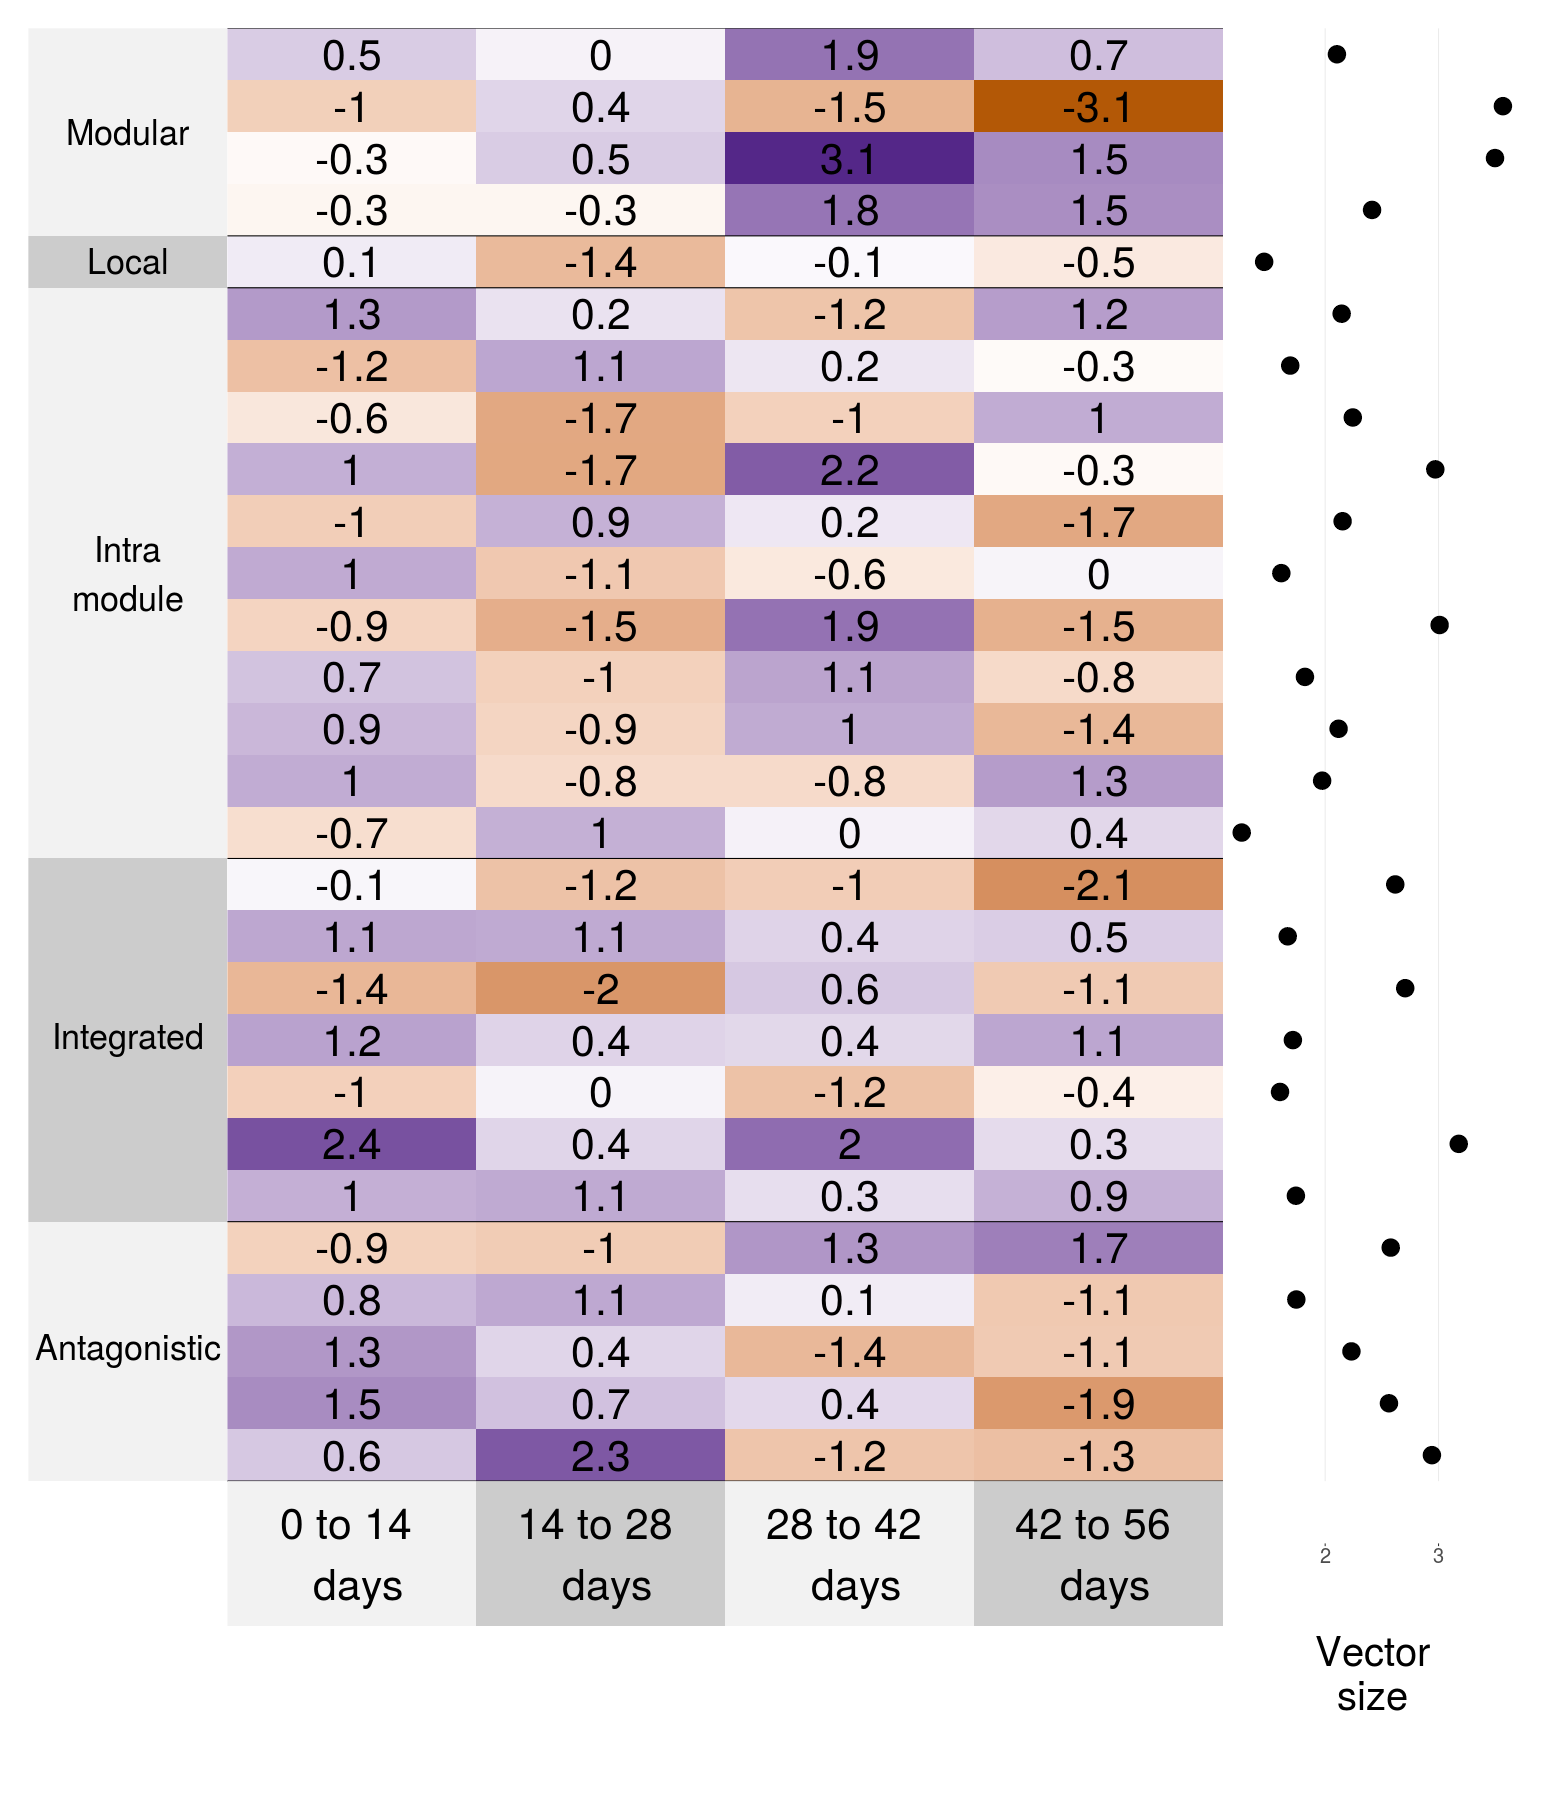 0.5 0 1.9 0.7
-1 0.4 -1.5 -3.1
Modular
-0.3 0.5 3.1 1.5
-0.3 -0.3 1.8 1.5
Local 0.1 -1.4 -0.1 -0.5
1.3 0.2 -1.2 1.2
-1.2 1.1 0.2 -0.3
-0.6 -1.7 -1 1
1 -1.7 2.2 -0.3
-1 0.9 0.2 -1.7
Intra
module
1 -1.1 -0.6 0
-0.9 -1.5 1.9 -1.5
0.7 -1 1.1 -0.8
0.9 -0.9 1 -1.4
1 -0.8 -0.8 1.3
-0.7 1 0 0.4
-0.1 -1.2 -1 -2.1
1.1 1.1 0.4 0.5
-1.4 -2 0.6 -1.1
Integrated 1.2 0.4 0.4 1.1
-1 0 -1.2 -0.4
2.4 0.4 2 0.3
1 1.1 0.3 0.9
-0.9 -1 1.3 1.7
0.8 1.1 0.1 -1.1
Antagonistic 1.3 0.4 -1.4 -1.1
1.5 0.7 0.4 -1.9
0.6 2.3 -1.2 -1.3
0 to 14 14 to 28 28 to 42 42 to 56
days days days days
2 3
Vector
size